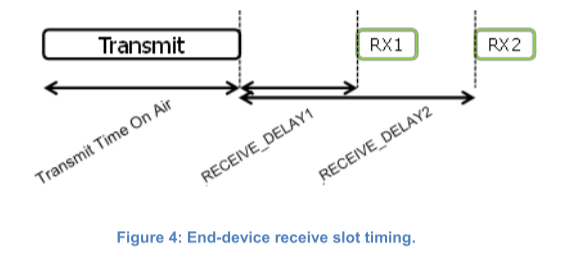 Transmit
RX1
RX2
Transmit Time On Air
RECEIVE_DELAY1
RECEIVE_DELAY2
Figure 4: End-device receive slot timing.